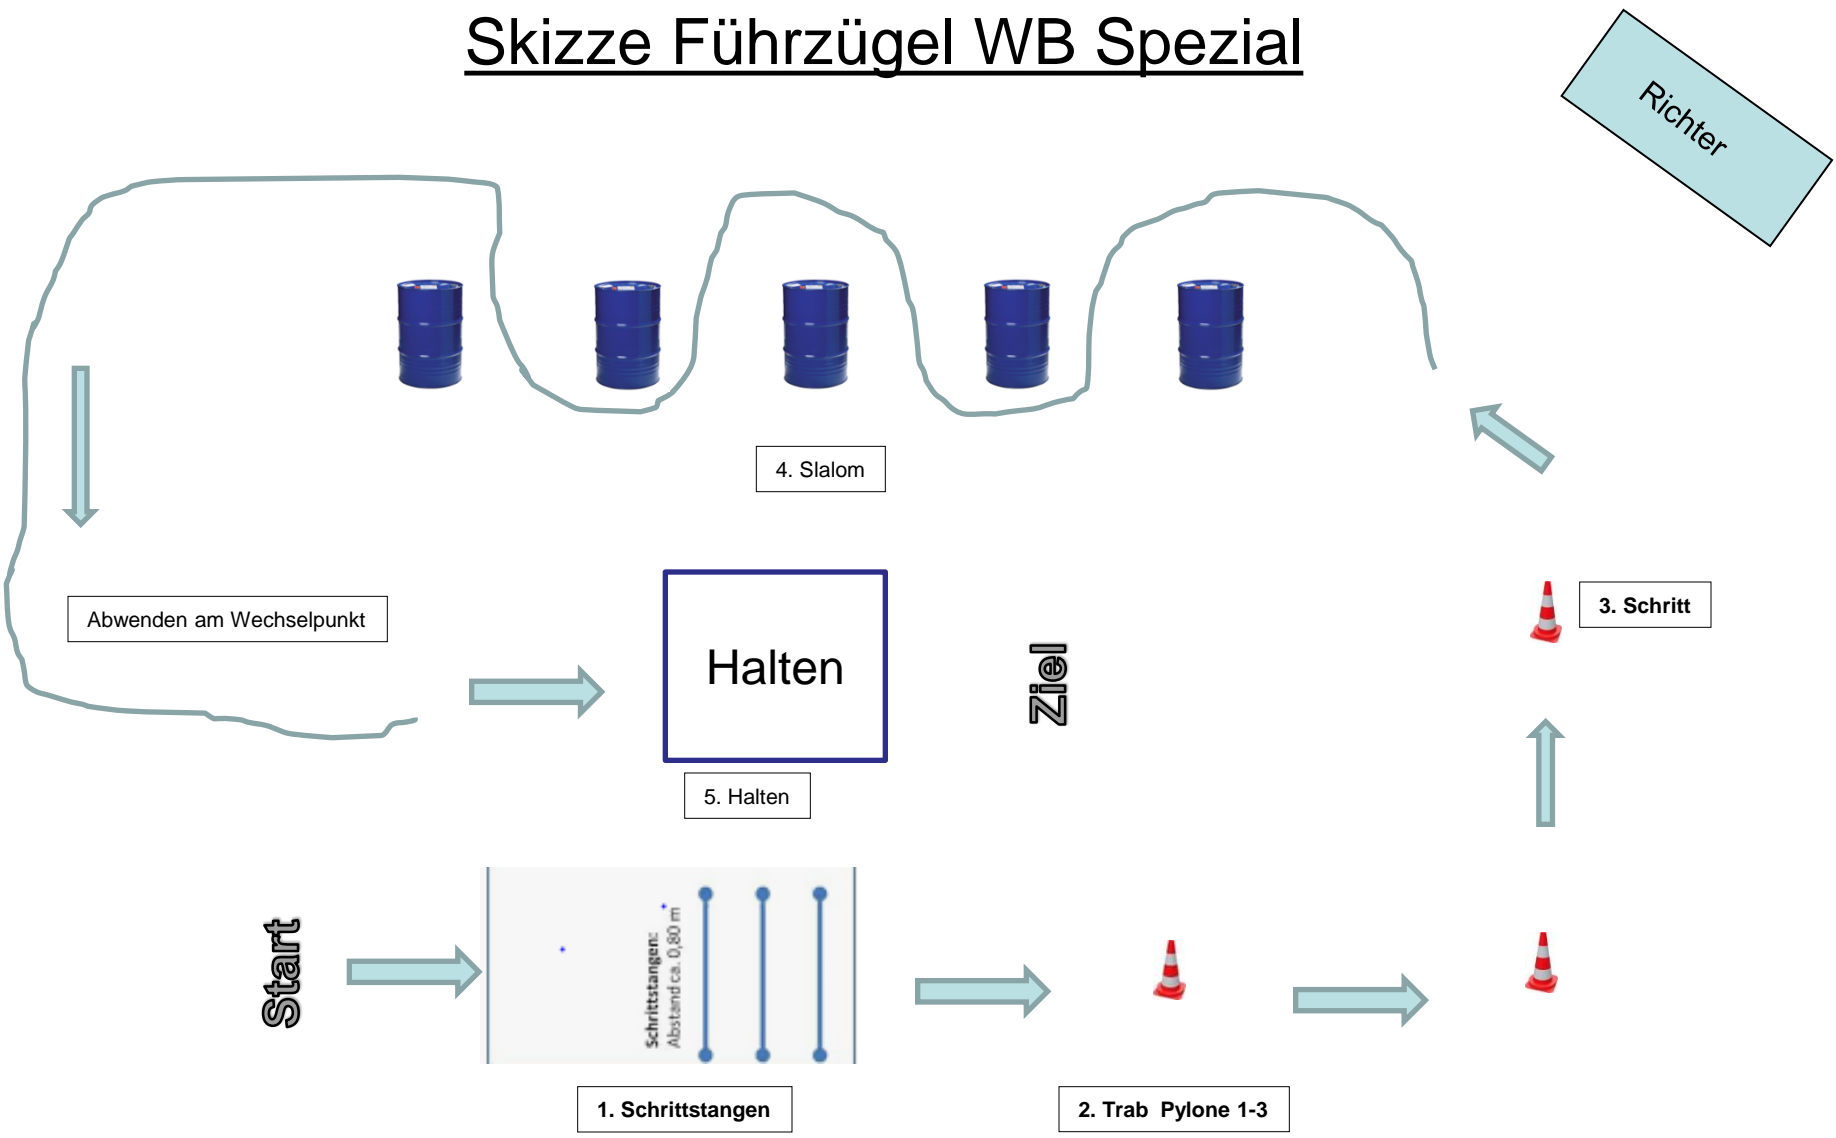 Skizze Führzügel WB Spezial
Richter
4. Slalom
Abwenden am Wechselpunkt
Halten
Ziel
3. Schritt
5. Halten
Start
Schrittstangen:
Abstand ca. 0,80 m
1. Schrittstangen
2. Trab  Pylone 1-3